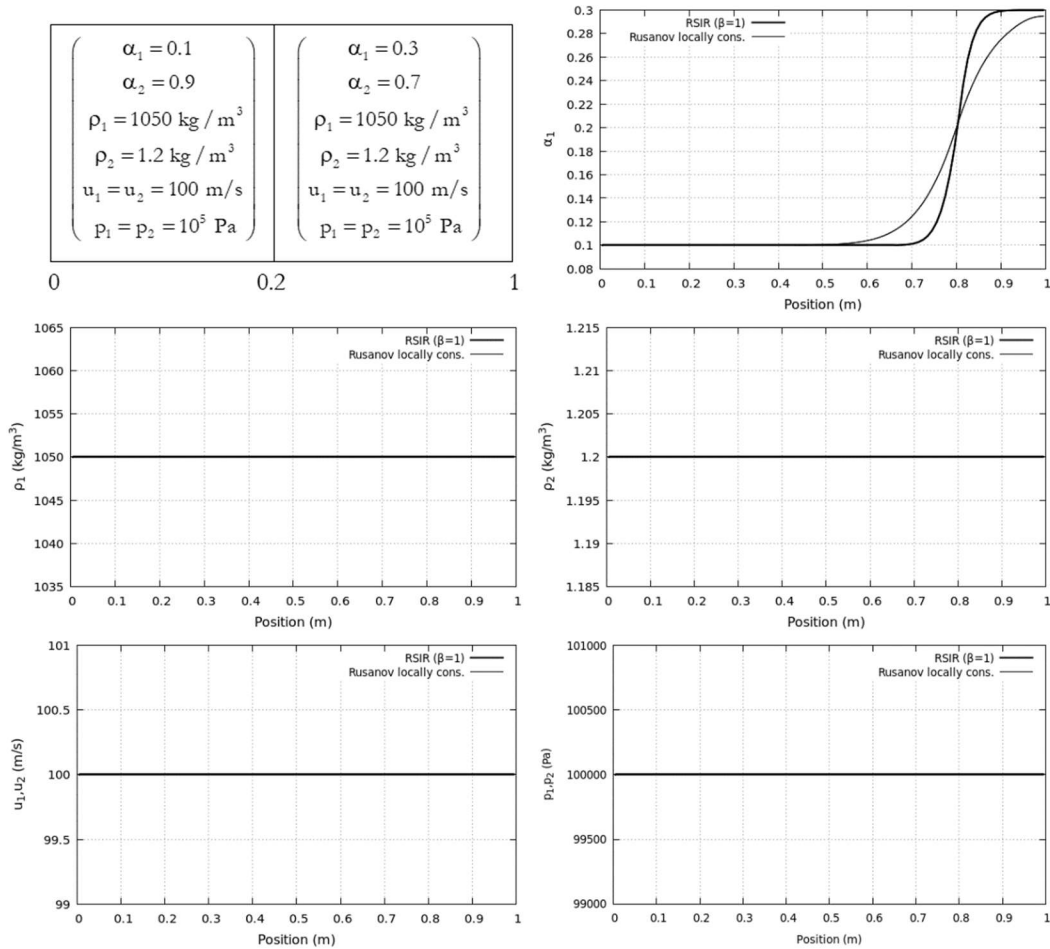 α₁ = 0.1
α₂ = 0.9
ρ₁ = 1050 kg / m³
ρ₂ = 1.2 kg / m³
u₁ = u₂ = 100 m/s
p₁ = p₂ = 10⁵ Pa
α₁ = 0.3
α₂ = 0.7
ρ₁ = 1050 kg / m³
ρ₂ = 1.2 kg / m³
u₁ = u₂ = 100 m/s
p₁ = p₂ = 10⁵ Pa
0 0.2 1
RSIR (β=1)
Rusanov locally cons.
α₁
0.3
0.28
0.26
0.24
0.22
0.2
0.18
0.16
0.14
0.12
0.1
0.08
0 0.1 0.2 0.3 0.4 0.5 0.6 0.7 0.8 0.9 1
Position (m)
RSIR (β=1)
Rusanov locally cons.
ρ₁ (kg/m³)
1065
1060
1055
1050
1045
1040
1035
0 0.1 0.2 0.3 0.4 0.5 0.6 0.7 0.8 0.9 1
Position (m)
RSIR (β=1)
Rusanov locally cons.
ρ₂ (kg/m³)
1.215
1.21
1.205
1.2
1.195
1.19
1.185
0 0.1 0.2 0.3 0.4 0.5 0.6 0.7 0.8 0.9 1
Position (m)
RSIR (β=1)
Rusanov locally cons.
u₁,u₂ (m/s)
101
100.5
100
99.5
99
0 0.1 0.2 0.3 0.4 0.5 0.6 0.7 0.8 0.9 1
Position (m)
RSIR (β=1)
Rusanov locally cons.
p₁,p₂ (Pa)
101000
100500
100000
99500
99000
0 0.1 0.2 0.3 0.4 0.5 0.6 0.7 0.8 0.9 1
Position (m)